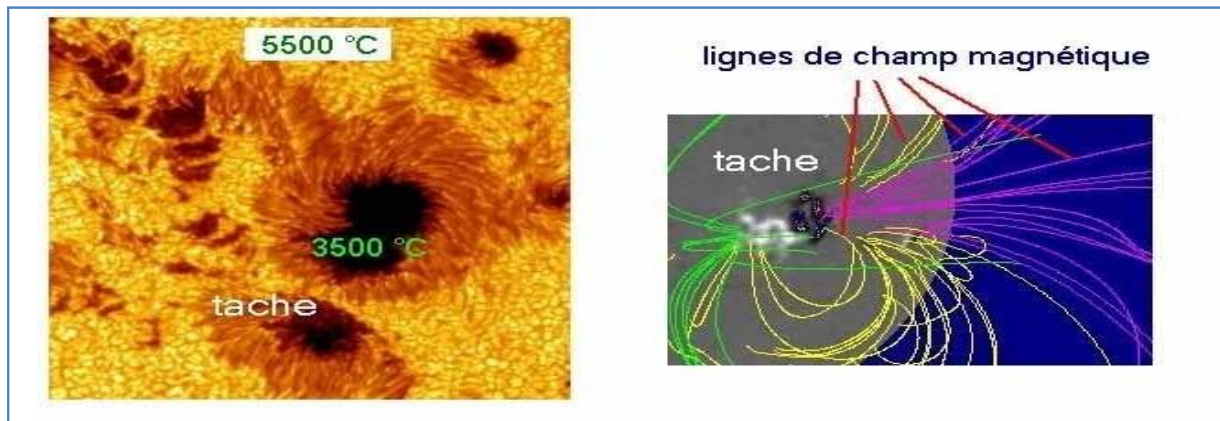 5500 °C
3500 °C
tache
lignes de champ magnétique
tache